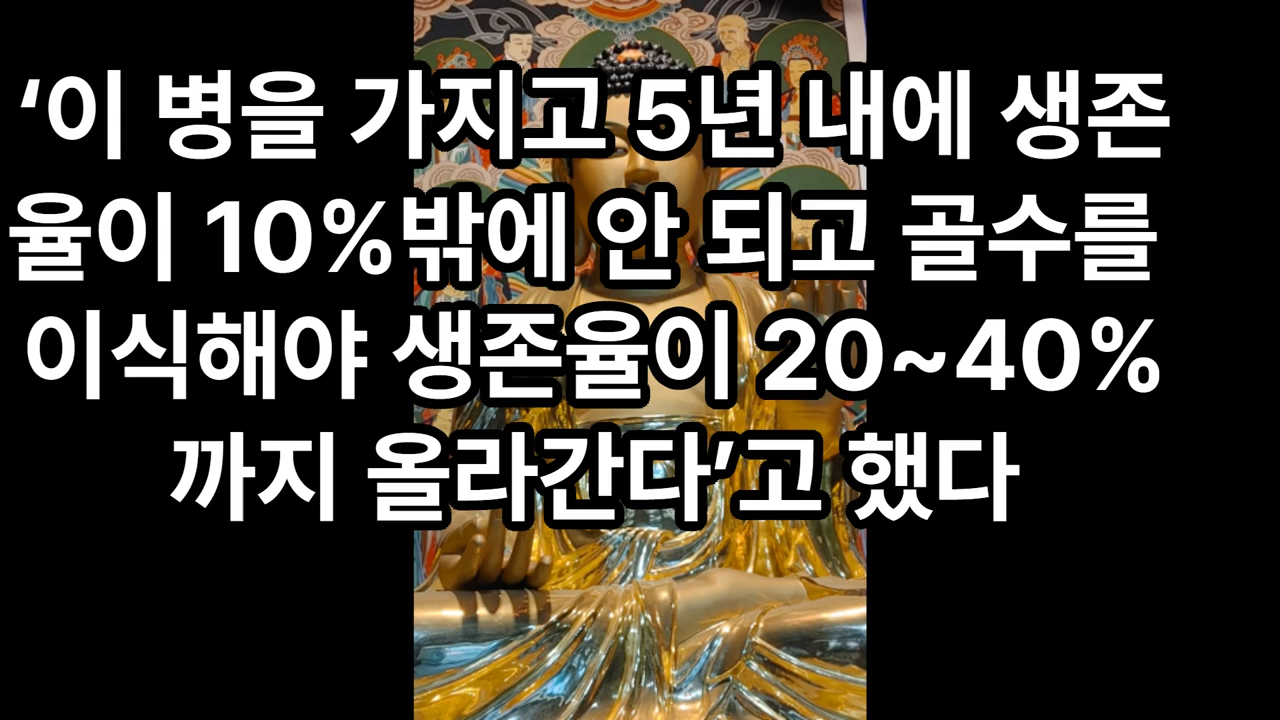 ‘이 병을 가지고 5년 내에 생존
율이 10%밖에 안 되고 골수를
이식해야 생존율이 20~40%
까지 올라간다’고 했다